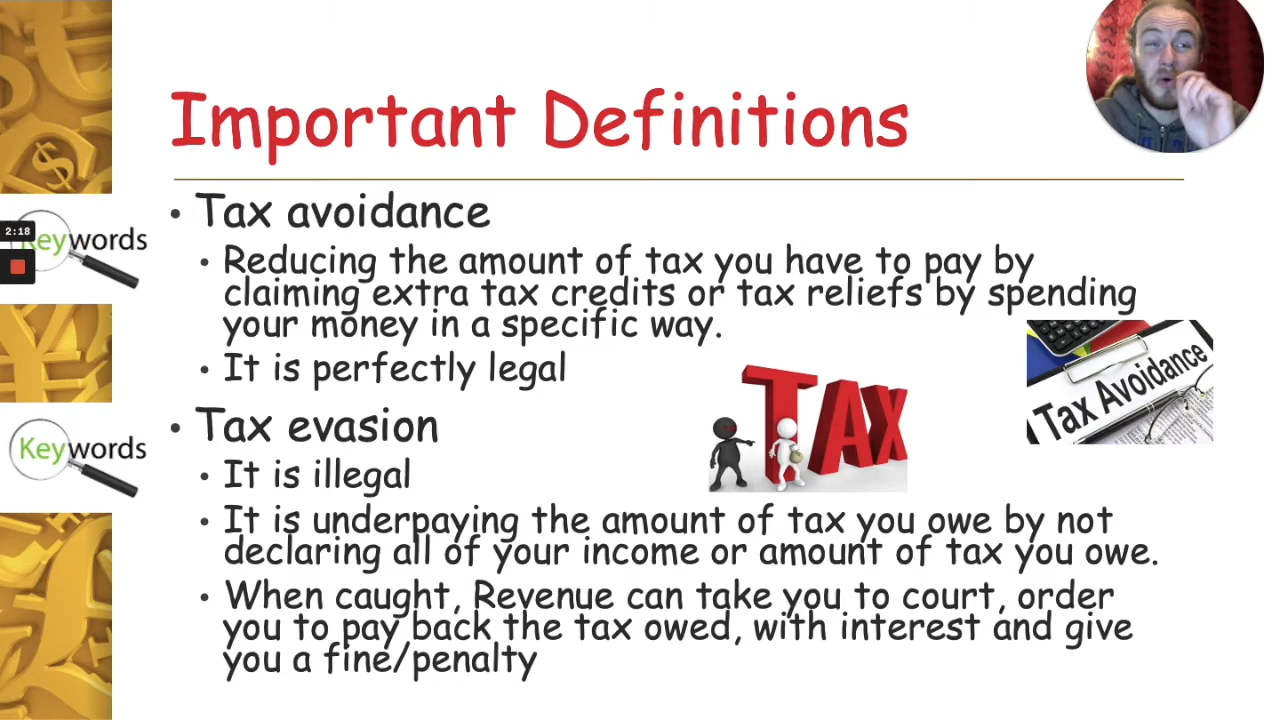 Important Definitions
• Tax avoidance
2:18
Keywords
• Reducing the amount of tax you have to pay by
claiming extra tax credits or tax reliefs by spending
your money in a specific way.
• It is perfectly legal
TAX
Tax Avoidance
• Tax evasion
Keywords
• It is illegal
• It is underpaying the amount of tax you owe by not
declaring all of your income or amount of tax you owe.
• When caught, Revenue can take you to court, order
you to pay back the tax owed, with interest and give
you a fine/penalty